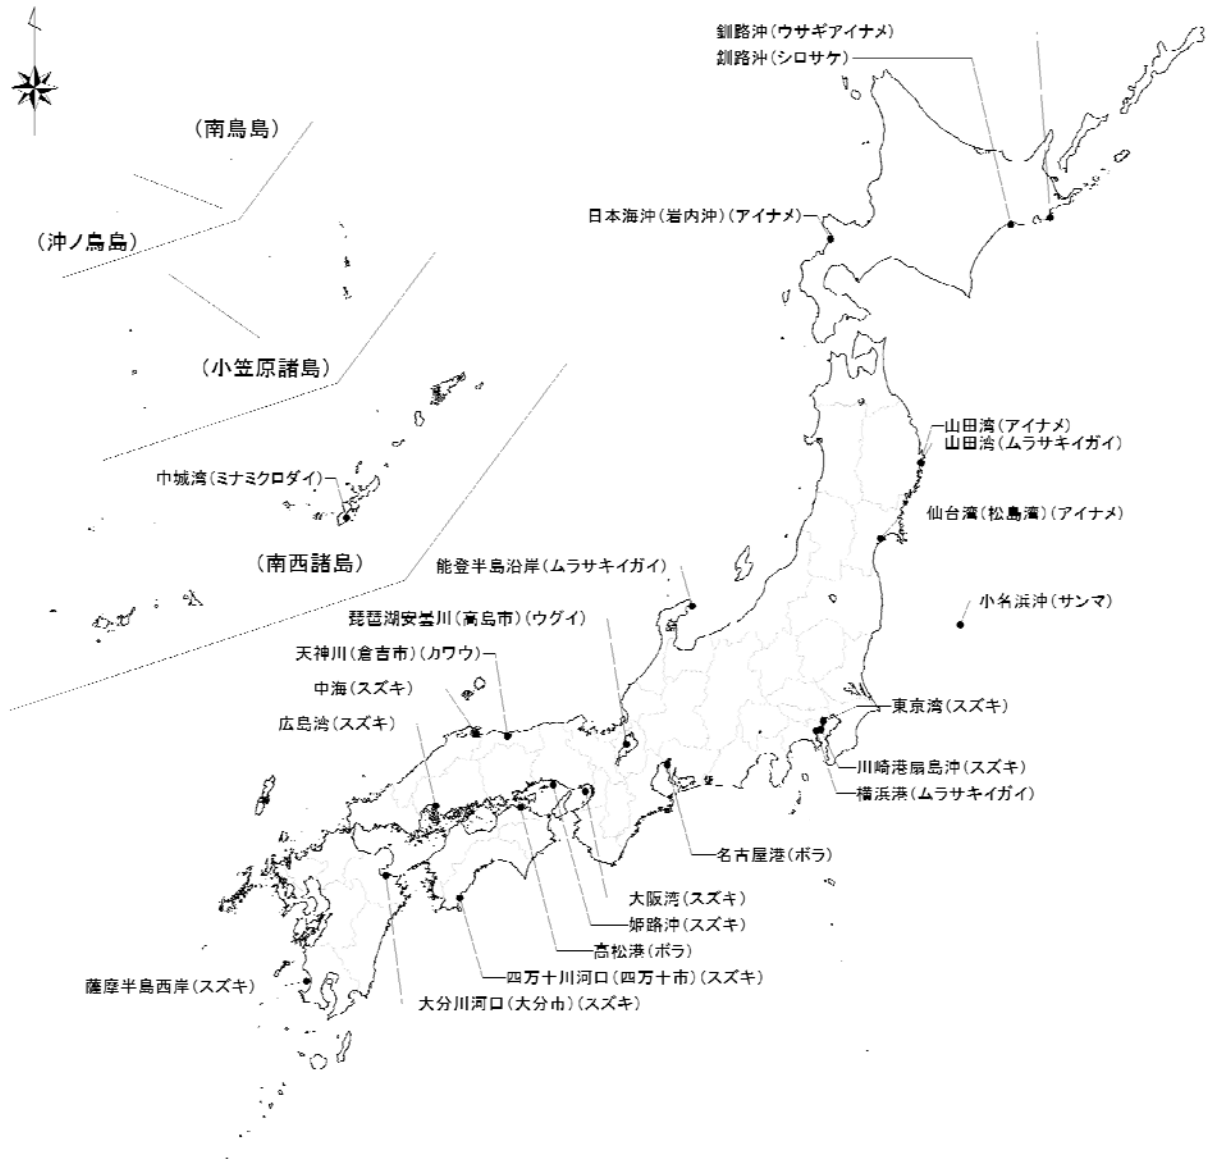 釧路沖(ウサギアイナメ)
釧路沖(シロサケ)
(南鳥島)
日本海沖(岩内沖)(アイナメ)
(沖ノ鳥島)
(小笠原諸島)
山田湾(アイナメ)
山田湾(ムラサキイガイ)
中城湾(ミナミクロダイ)
仙台湾(松島湾)(アイナメ)
(南西諸島)
能登半島沿岸(ムラサキイガイ)
小名浜沖(サンマ)
琵琶湖安曇川(高島市)(ウグイ)
天神川(倉吉市)(カワウ)
中海(スズキ)
東京湾(スズキ)
広島湾(スズキ)
川崎港扇島沖(スズキ)
横浜港(ムラサキイガイ)
名古屋港(ボラ)
大阪湾(スズキ)
姫路沖(スズキ)
高松港(ボラ)
四万十川河口(四万十市)(スズキ)
薩摩半島西岸(スズキ)
大分川河口(大分市)(スズキ)